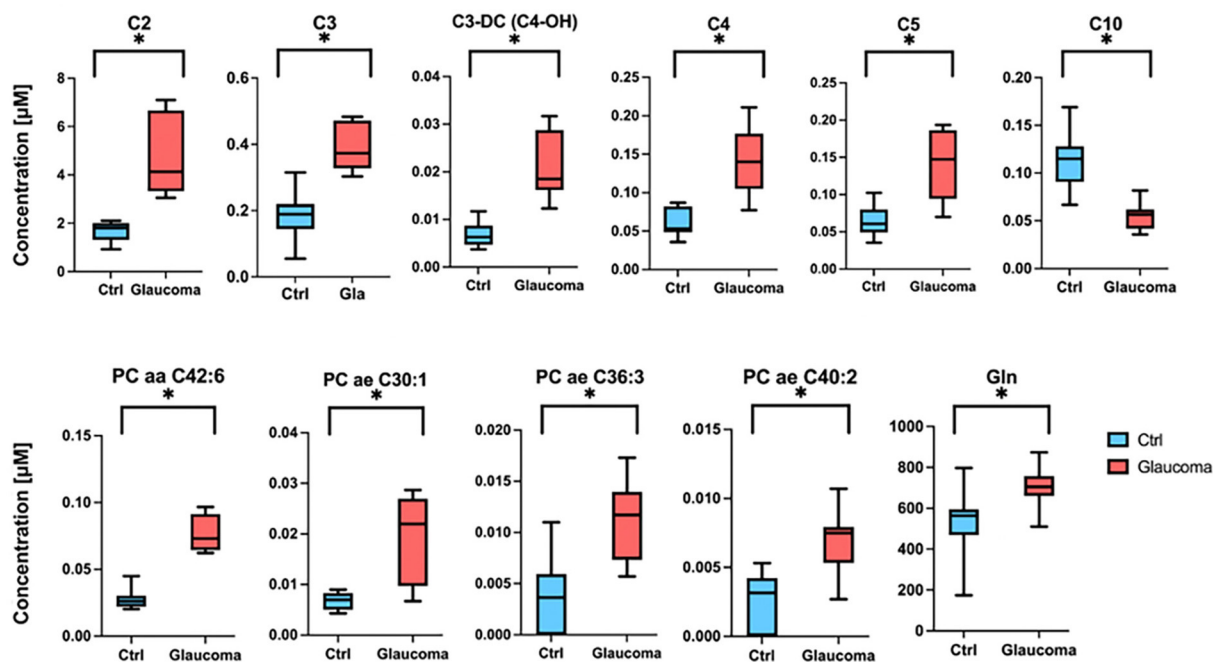 C2 C3 C3-DC (C4-OH) C4 C5 C10
* * * * * *
Concentration [µM]
8 0.6 0.04 0.25 0.25 0.20
6 0.4 0.03 0.20 0.20 0.15
4 0.2 0.02 0.15 0.15 0.10
2 0.0 0.01 0.10 0.10 0.05
0 0.00 0.05 0.05 0.00
0.00 0.00
Ctrl Glaucoma Ctrl Gla Ctrl Glaucoma Ctrl Glaucoma Ctrl Glaucoma Ctrl Glaucoma
PC aa C42:6 PC ae C30:1 PC ae C36:3 PC ae C40:2 Gln
* * * * *
Concentration [µM]
0.15 0.04 0.020 0.015 1000
0.10 0.03 0.015 0.010 800
0.05 0.02 0.010 0.005 600
0.00 0.01 0.005 0.000 400
0.00 0.000 200
0
Ctrl Glaucoma Ctrl Glaucoma Ctrl Glaucoma Ctrl Glaucoma Ctrl Glaucoma
Ctrl
Glaucoma